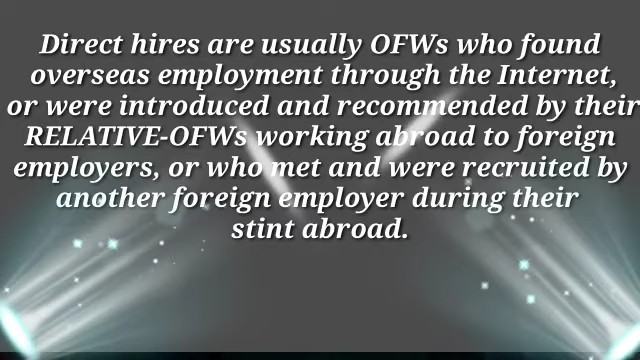 Direct hires are usually OFWs who found
overseas employment through the Internet,
or were introduced and recommended by their
RELATIVE-OFWs working abroad to foreign
employers, or who met and were recruited by
another foreign employer during their
stint abroad.